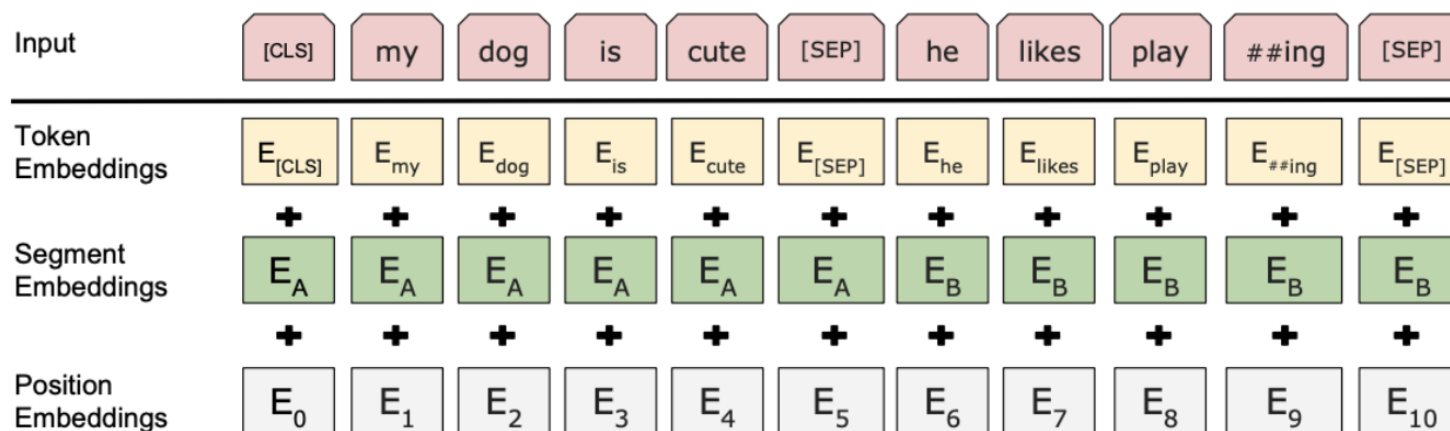 Input [CLS] my dog is cute [SEP] he likes play ##ing [SEP]
Token
Embeddings
E[CLS] Emy Edog Eis Ecute E[SEP] Ehe Elikes Eplay E##ing E[SEP]
+ + + + + + + + + + +
Segment
Embeddings
EA EA EA EA EA EA EB EB EB EB EB
+ + + + + + + + + + +
Position
Embeddings
E0 E1 E2 E3 E4 E5 E6 E7 E8 E9 E10